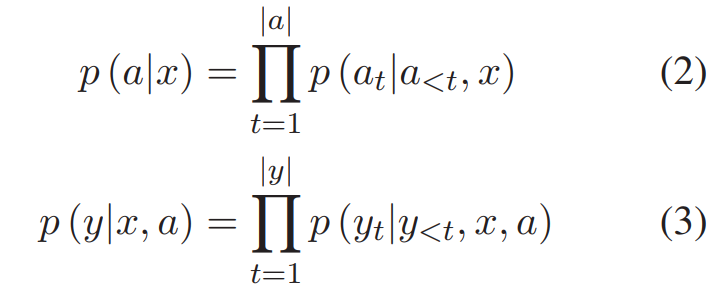 p (a|x) = ∏_{t=1}^{|a|} p (a_t|a_{<t}, x) (2)
p (y|x, a) = ∏_{t=1}^{|y|} p (y_t|y_{<t}, x, a) (3)